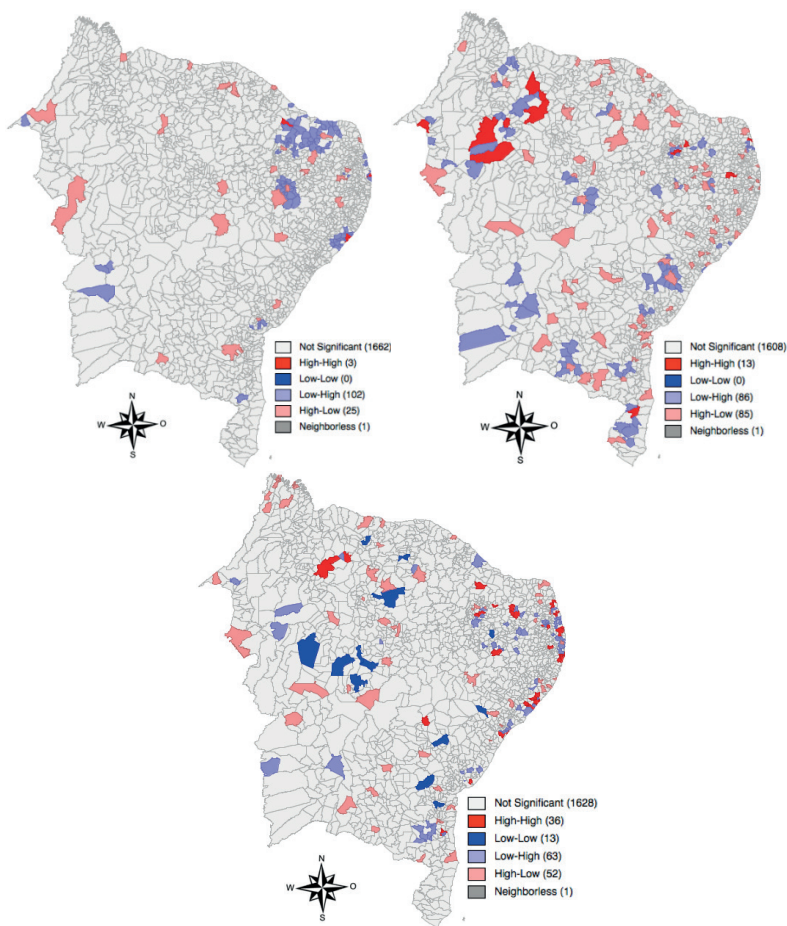 Not Significant (1662)
High-High (3)
Low-Low (0)
Low-High (102)
High-Low (25)
Neighborless (1)
N
W
O
S
Not Significant (1608)
High-High (13)
Low-Low (0)
Low-High (86)
High-Low (85)
Neighborless (1)
N
W
O
S
Not Significant (1628)
High-High (36)
Low-Low (13)
Low-High (63)
High-Low (52)
Neighborless (1)
N
W
O
S